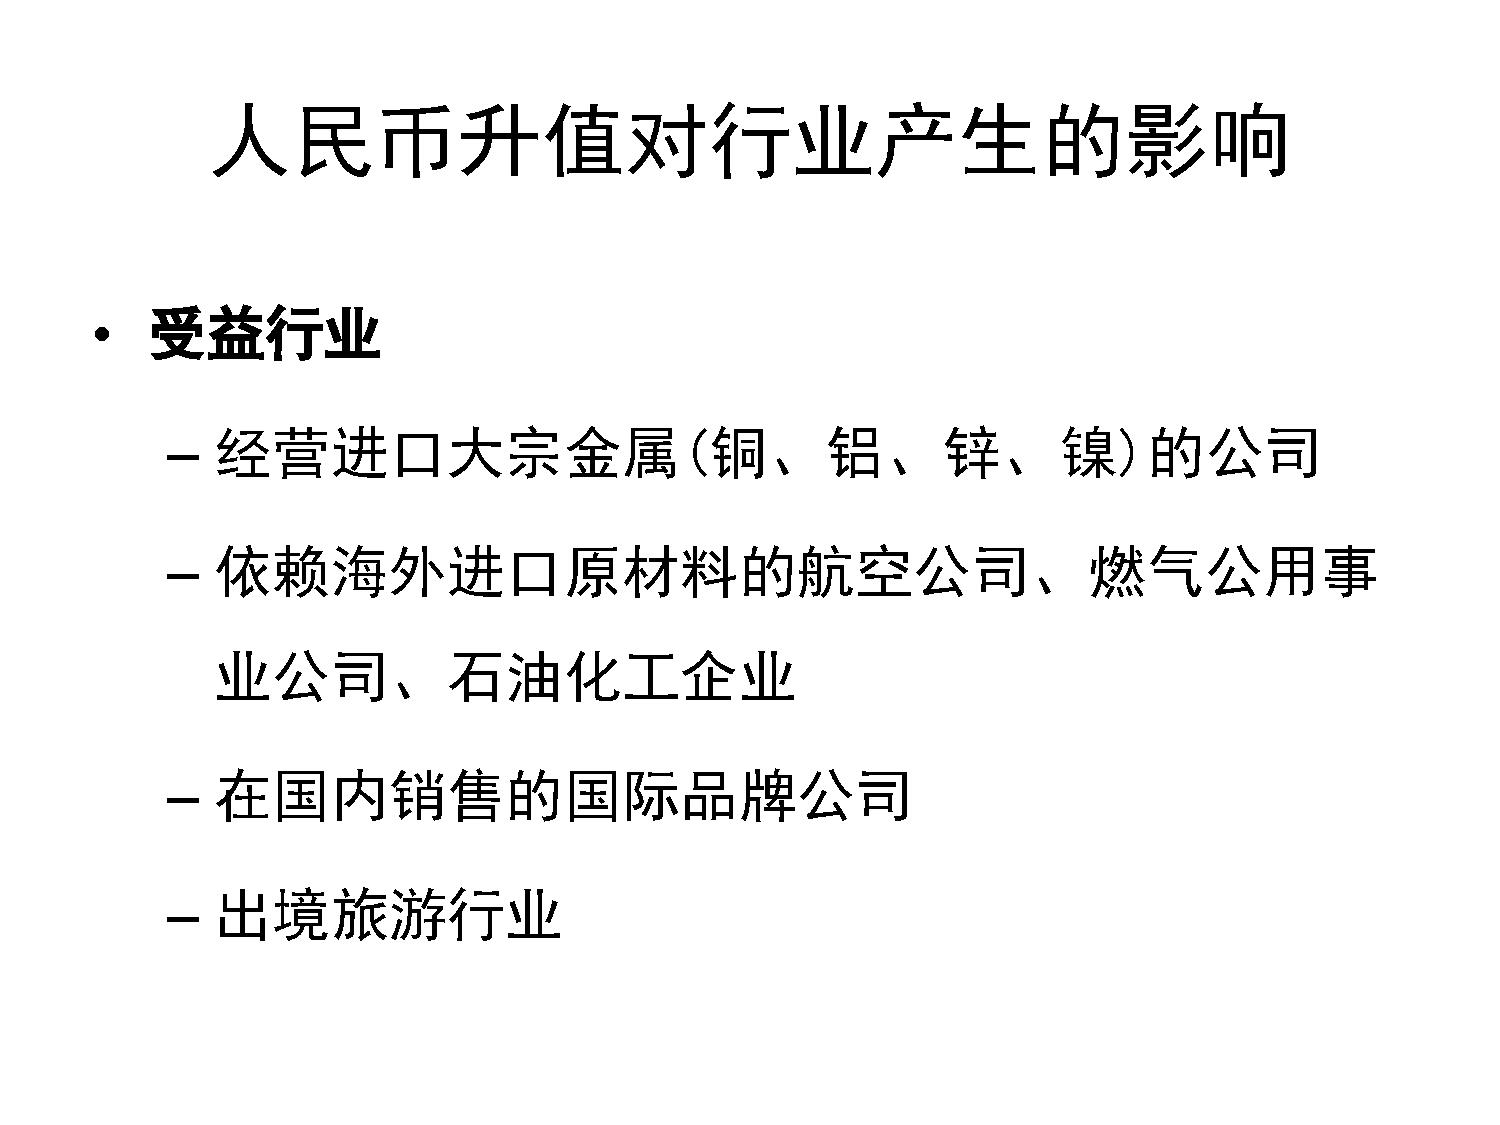 人民币升值对行业产生的影响
• 受益行业
– 经营进口大宗金属(铜、铝、锌、镍)的公司
– 依赖海外进口原材料的航空公司、燃气公用事
业公司、石油化工企业
– 在国内销售的国际品牌公司
– 出境旅游行业